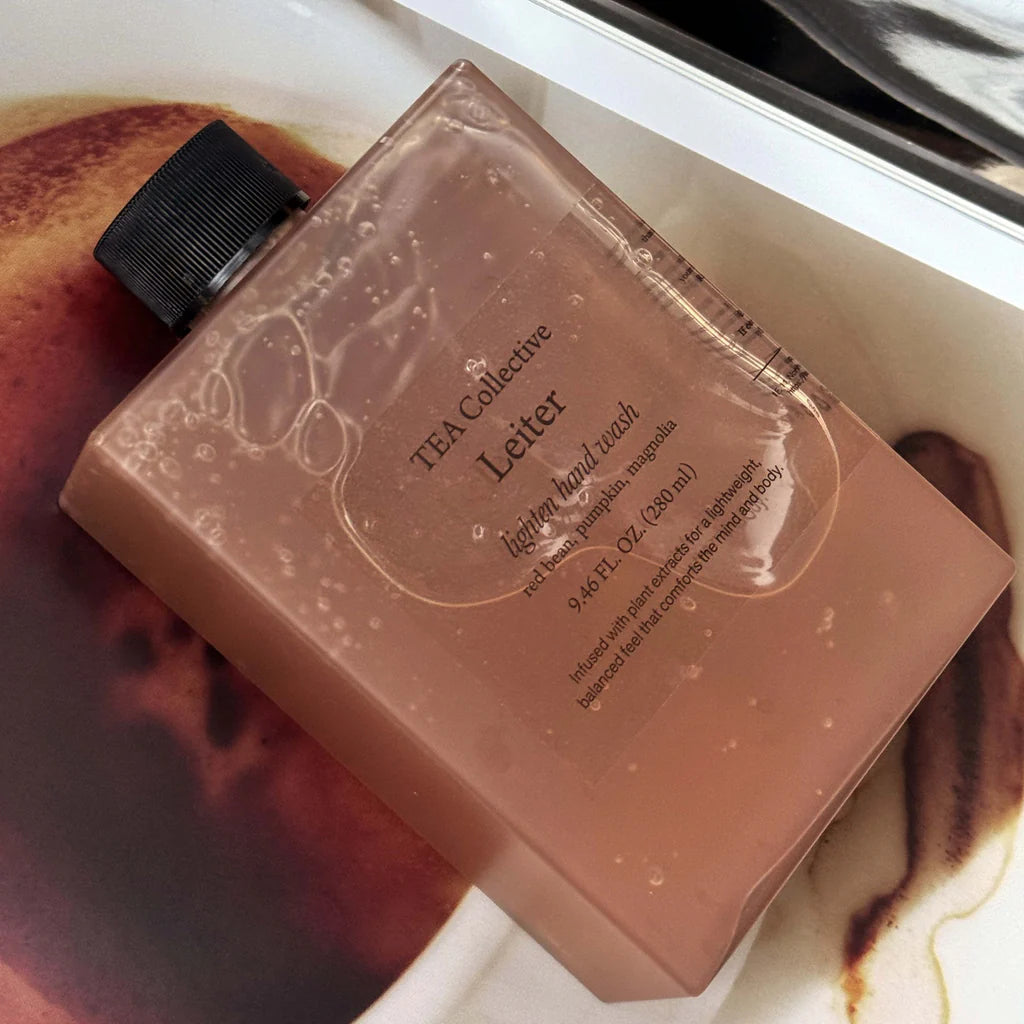 TEA Collective
Leiter
lighten hand wash
red bean, pumpkin, magnolia
9.46 FL. OZ. (280 ml)
Infused with plant extracts for a lightweight,
balanced feel that comforts the mind and body.